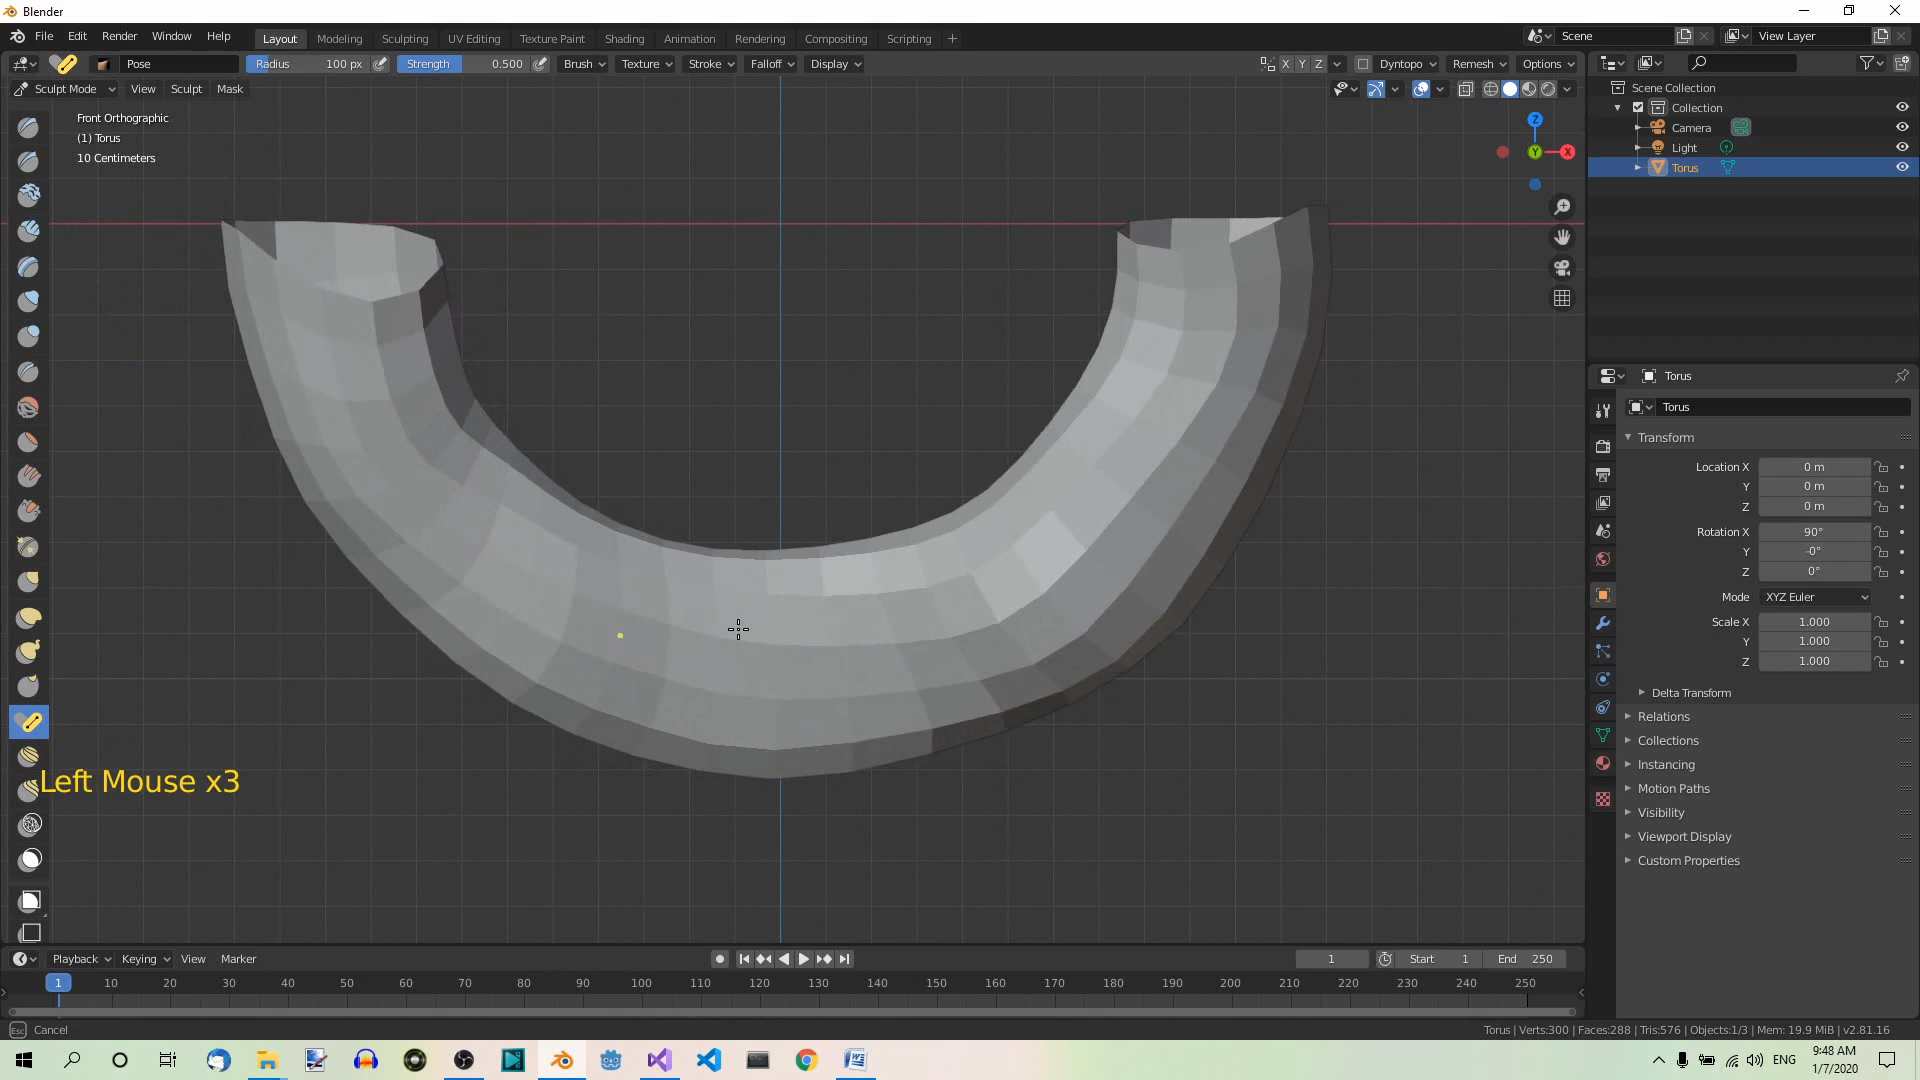 Blender
File Edit Render Window Help
Layout Modeling Sculpting UV Editing Texture Paint Shading Animation Rendering Compositing Scripting +
Scene
View Layer
Pose
Radius 100 px
Strength 0.500
Brush Texture Stroke Falloff Display
X Y Z
Dyntopo Remesh Options
Sculpt Mode View Sculpt Mask
Front Orthographic
(1) Torus
10 Centimeters
Z
Y
X
Scene Collection
Collection
Camera
Light
Torus
Torus
Torus
Transform
Location X 0 m
Y 0 m
Z 0 m
Rotation X 90°
Y -0°
Z 0°
Mode XYZ Euler
Scale X 1.000
Y 1.000
Z 1.000
Delta Transform
Relations
Collections
Instancing
Motion Paths
Visibility
Viewport Display
Custom Properties
Left Mouse x3
Playback Keying View Marker
1
Start 1
End 250
1 10 20 30 40 50 60 70 80 90 100 110 120 130 140 150 160 170 180 190 200 210 220 230 240 250
Esc Cancel
Torus | Verts:300 | Faces:288 | Tris:576 | Objects:1/3 | Mem: 19.9 MiB | v2.81.16
ENG
9:48 AM
1/7/2020